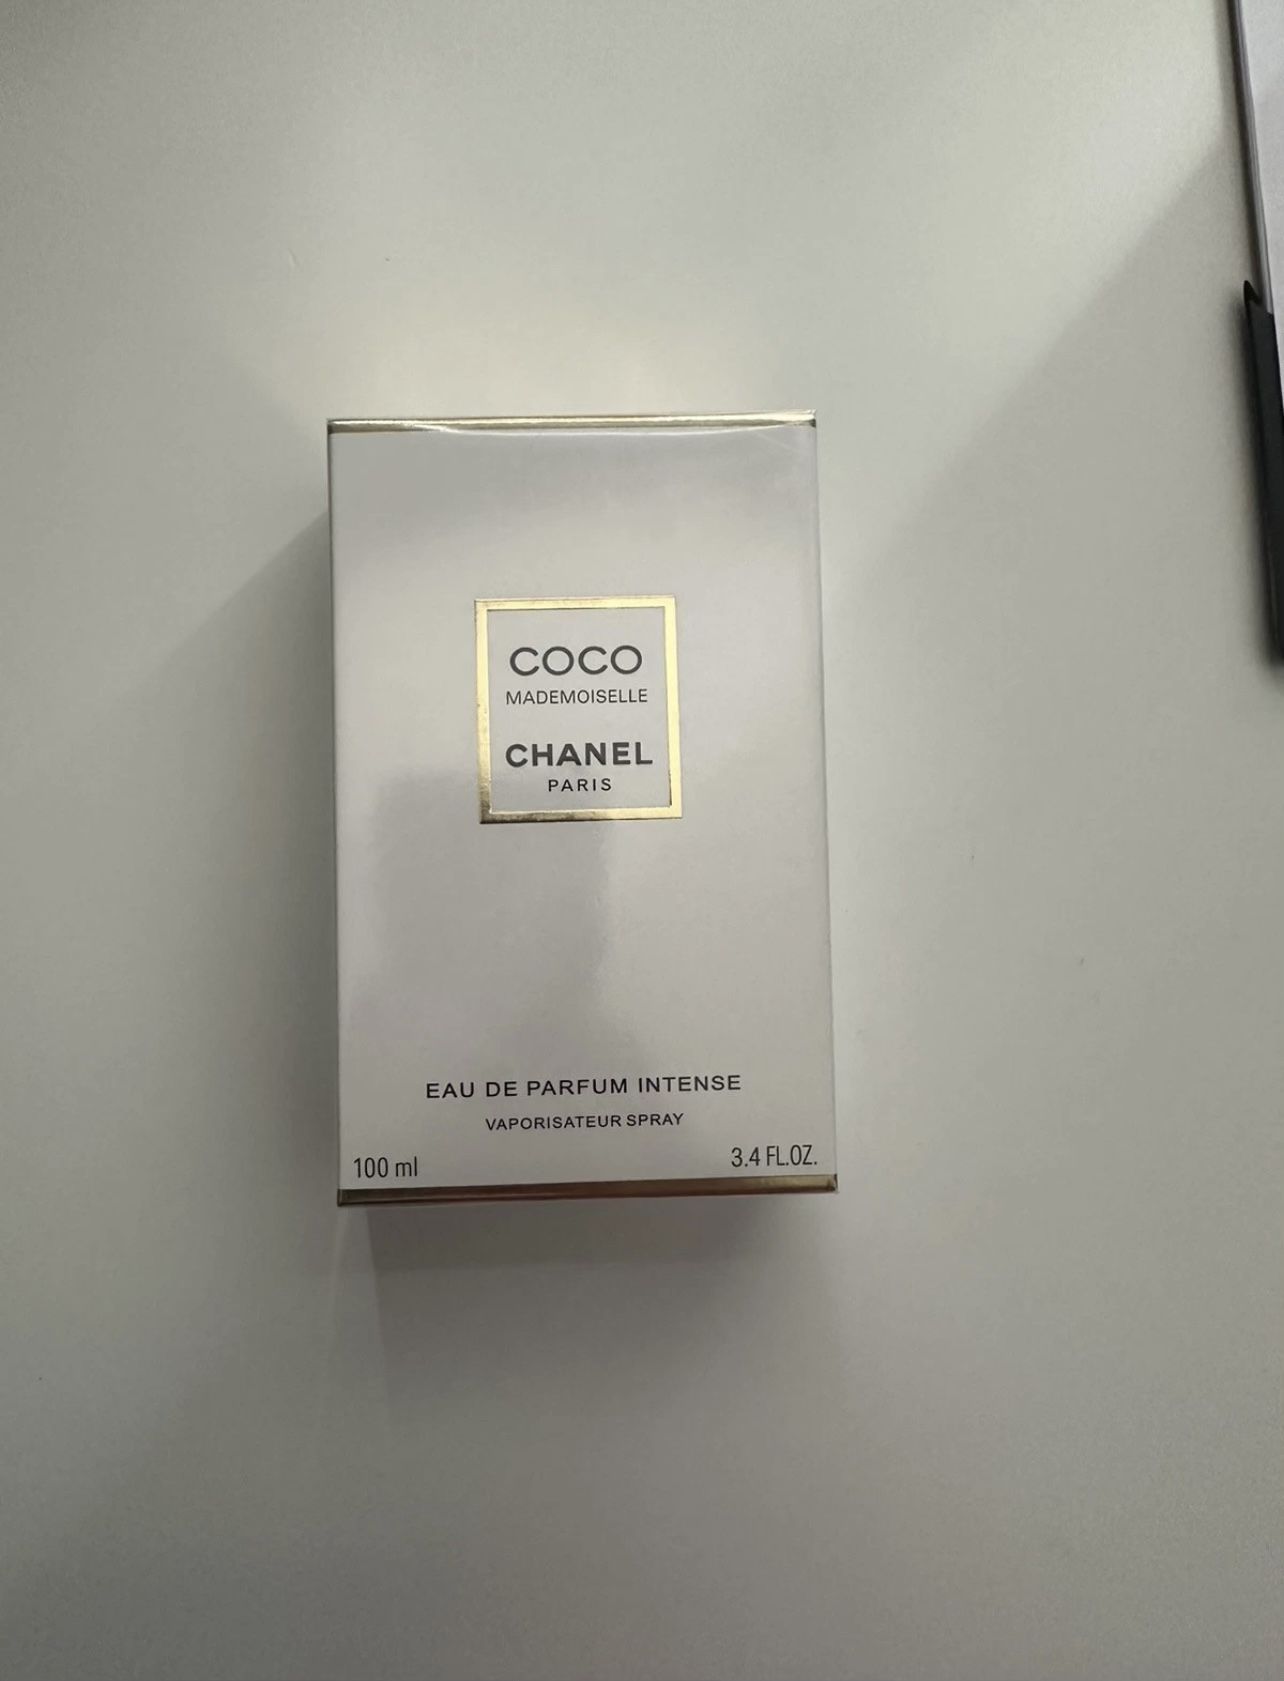 COCO
MADEMOISELLE
CHANEL
PARIS
EAU DE PARFUM INTENSE
VAPORISATEUR SPRAY
100 ml
3.4 FL.OZ.